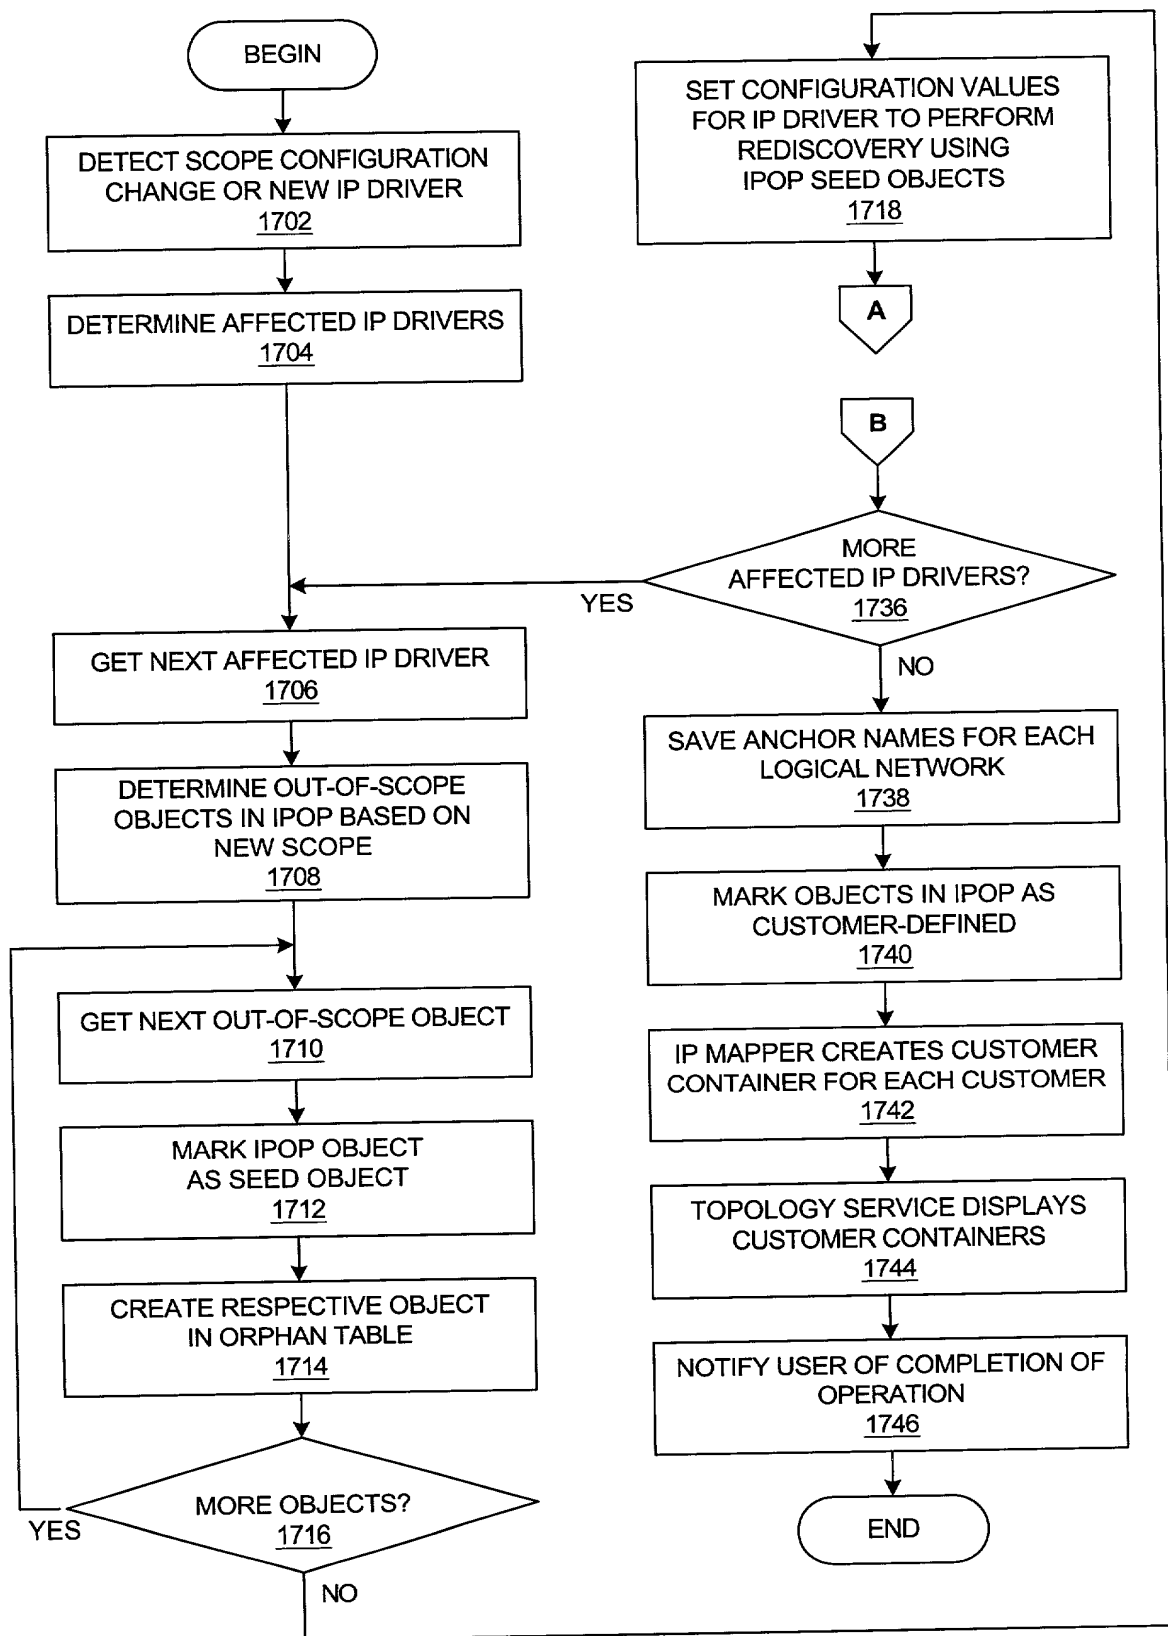 BEGIN
DETECT SCOPE CONFIGURATION
CHANGE OR NEW IP DRIVER
1702
DETERMINE AFFECTED IP DRIVERS
1704
GET NEXT AFFECTED IP DRIVER
1706
DETERMINE OUT-OF-SCOPE
OBJECTS IN IPOP BASED ON
NEW SCOPE
1708
GET NEXT OUT-OF-SCOPE OBJECT
1710
MARK IPOP OBJECT
AS SEED OBJECT
1712
CREATE RESPECTIVE OBJECT
IN ORPHAN TABLE
1714
MORE OBJECTS?
1716
YES
NO
SET CONFIGURATION VALUES
FOR IP DRIVER TO PERFORM
REDISCOVERY USING
IPOP SEED OBJECTS
1718
A
B
MORE
AFFECTED IP DRIVERS?
1736
YES
NO
SAVE ANCHOR NAMES FOR EACH
LOGICAL NETWORK
1738
MARK OBJECTS IN IPOP AS
CUSTOMER-DEFINED
1740
IP MAPPER CREATES CUSTOMER
CONTAINER FOR EACH CUSTOMER
1742
TOPOLOGY SERVICE DISPLAYS
CUSTOMER CONTAINERS
1744
NOTIFY USER OF COMPLETION OF
OPERATION
1746
END